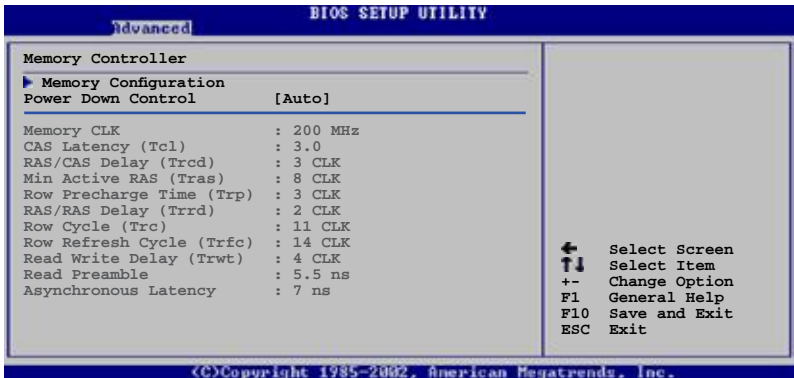 BIOS SETUP UTILITY
Advanced
Memory Controller
Memory Configuration
Power Down Control [Auto]
Memory CLK : 200 MHz
CAS Latency (Tcl) : 3.0
RAS/CAS Delay (Trcd) : 3 CLK
Min Active RAS (Tras) : 8 CLK
Row Precharge Time (Trp) : 3 CLK
RAS/RAS Delay (Trrd) : 2 CLK
Row Cycle (Trc) : 11 CLK
Row Refresh Cycle (Trfc) : 14 CLK
Read Write Delay (Trwt) : 4 CLK
Read Preamble : 5.5 ns
Asynchronous Latency : 7 ns
← Select Screen
↑↓ Select Item
+- Change Option
F1 General Help
F10 Save and Exit
ESC Exit
(C)Copyright 1985-2002, American Megatrends, Inc.